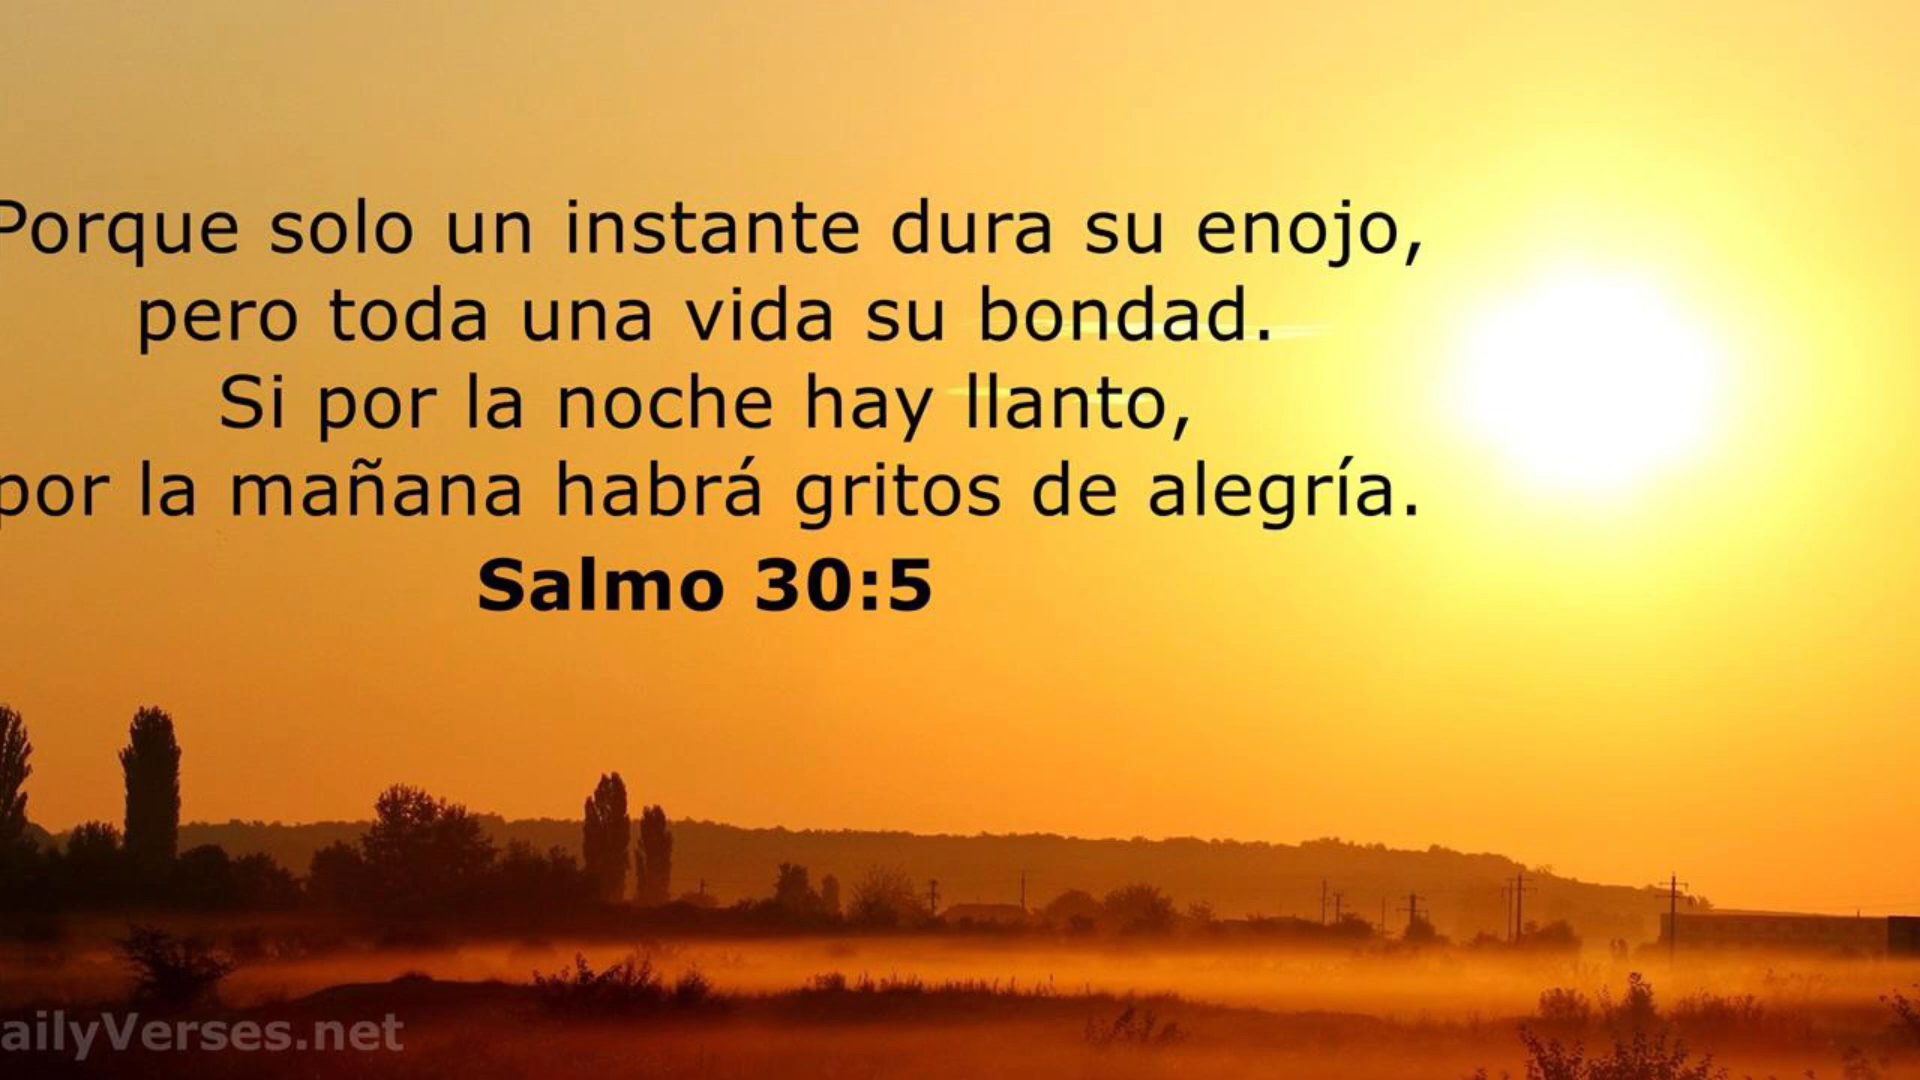 Porque solo un instante dura su enojo,
pero toda una vida su bondad.
Si por la noche hay llanto,
por la mañana habrá gritos de alegría.
Salmo 30:5
ailyVerses.net